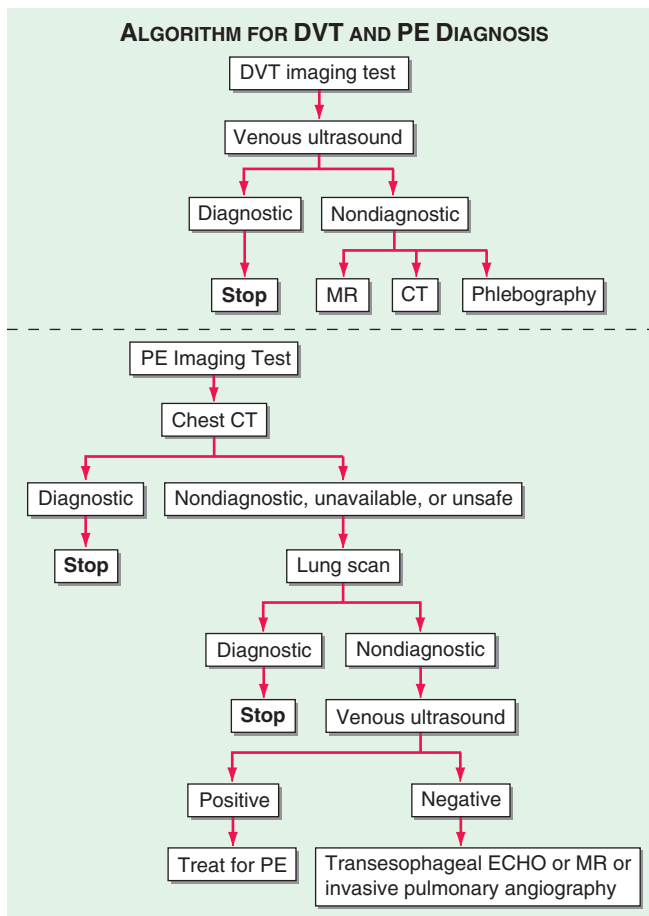 ALGORITHM FOR DVT AND PE DIAGNOSIS
DVT imaging test
Venous ultrasound
Diagnostic
Nondiagnostic
Stop
MR
CT
Phlebography
PE Imaging Test
Chest CT
Diagnostic
Nondiagnostic, unavailable, or unsafe
Stop
Lung scan
Diagnostic
Nondiagnostic
Stop
Venous ultrasound
Positive
Negative
Treat for PE
Transesophageal ECHO or MR or
invasive pulmonary angiography